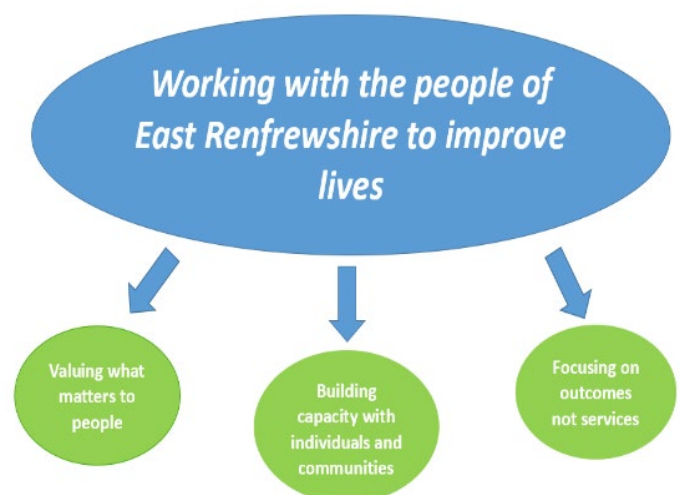 Working with the people of
East Renfrewshire to improve
lives
Valuing what
matters to
people
Building
capacity with
individuals and
communities
Focusing on
outcomes
not services